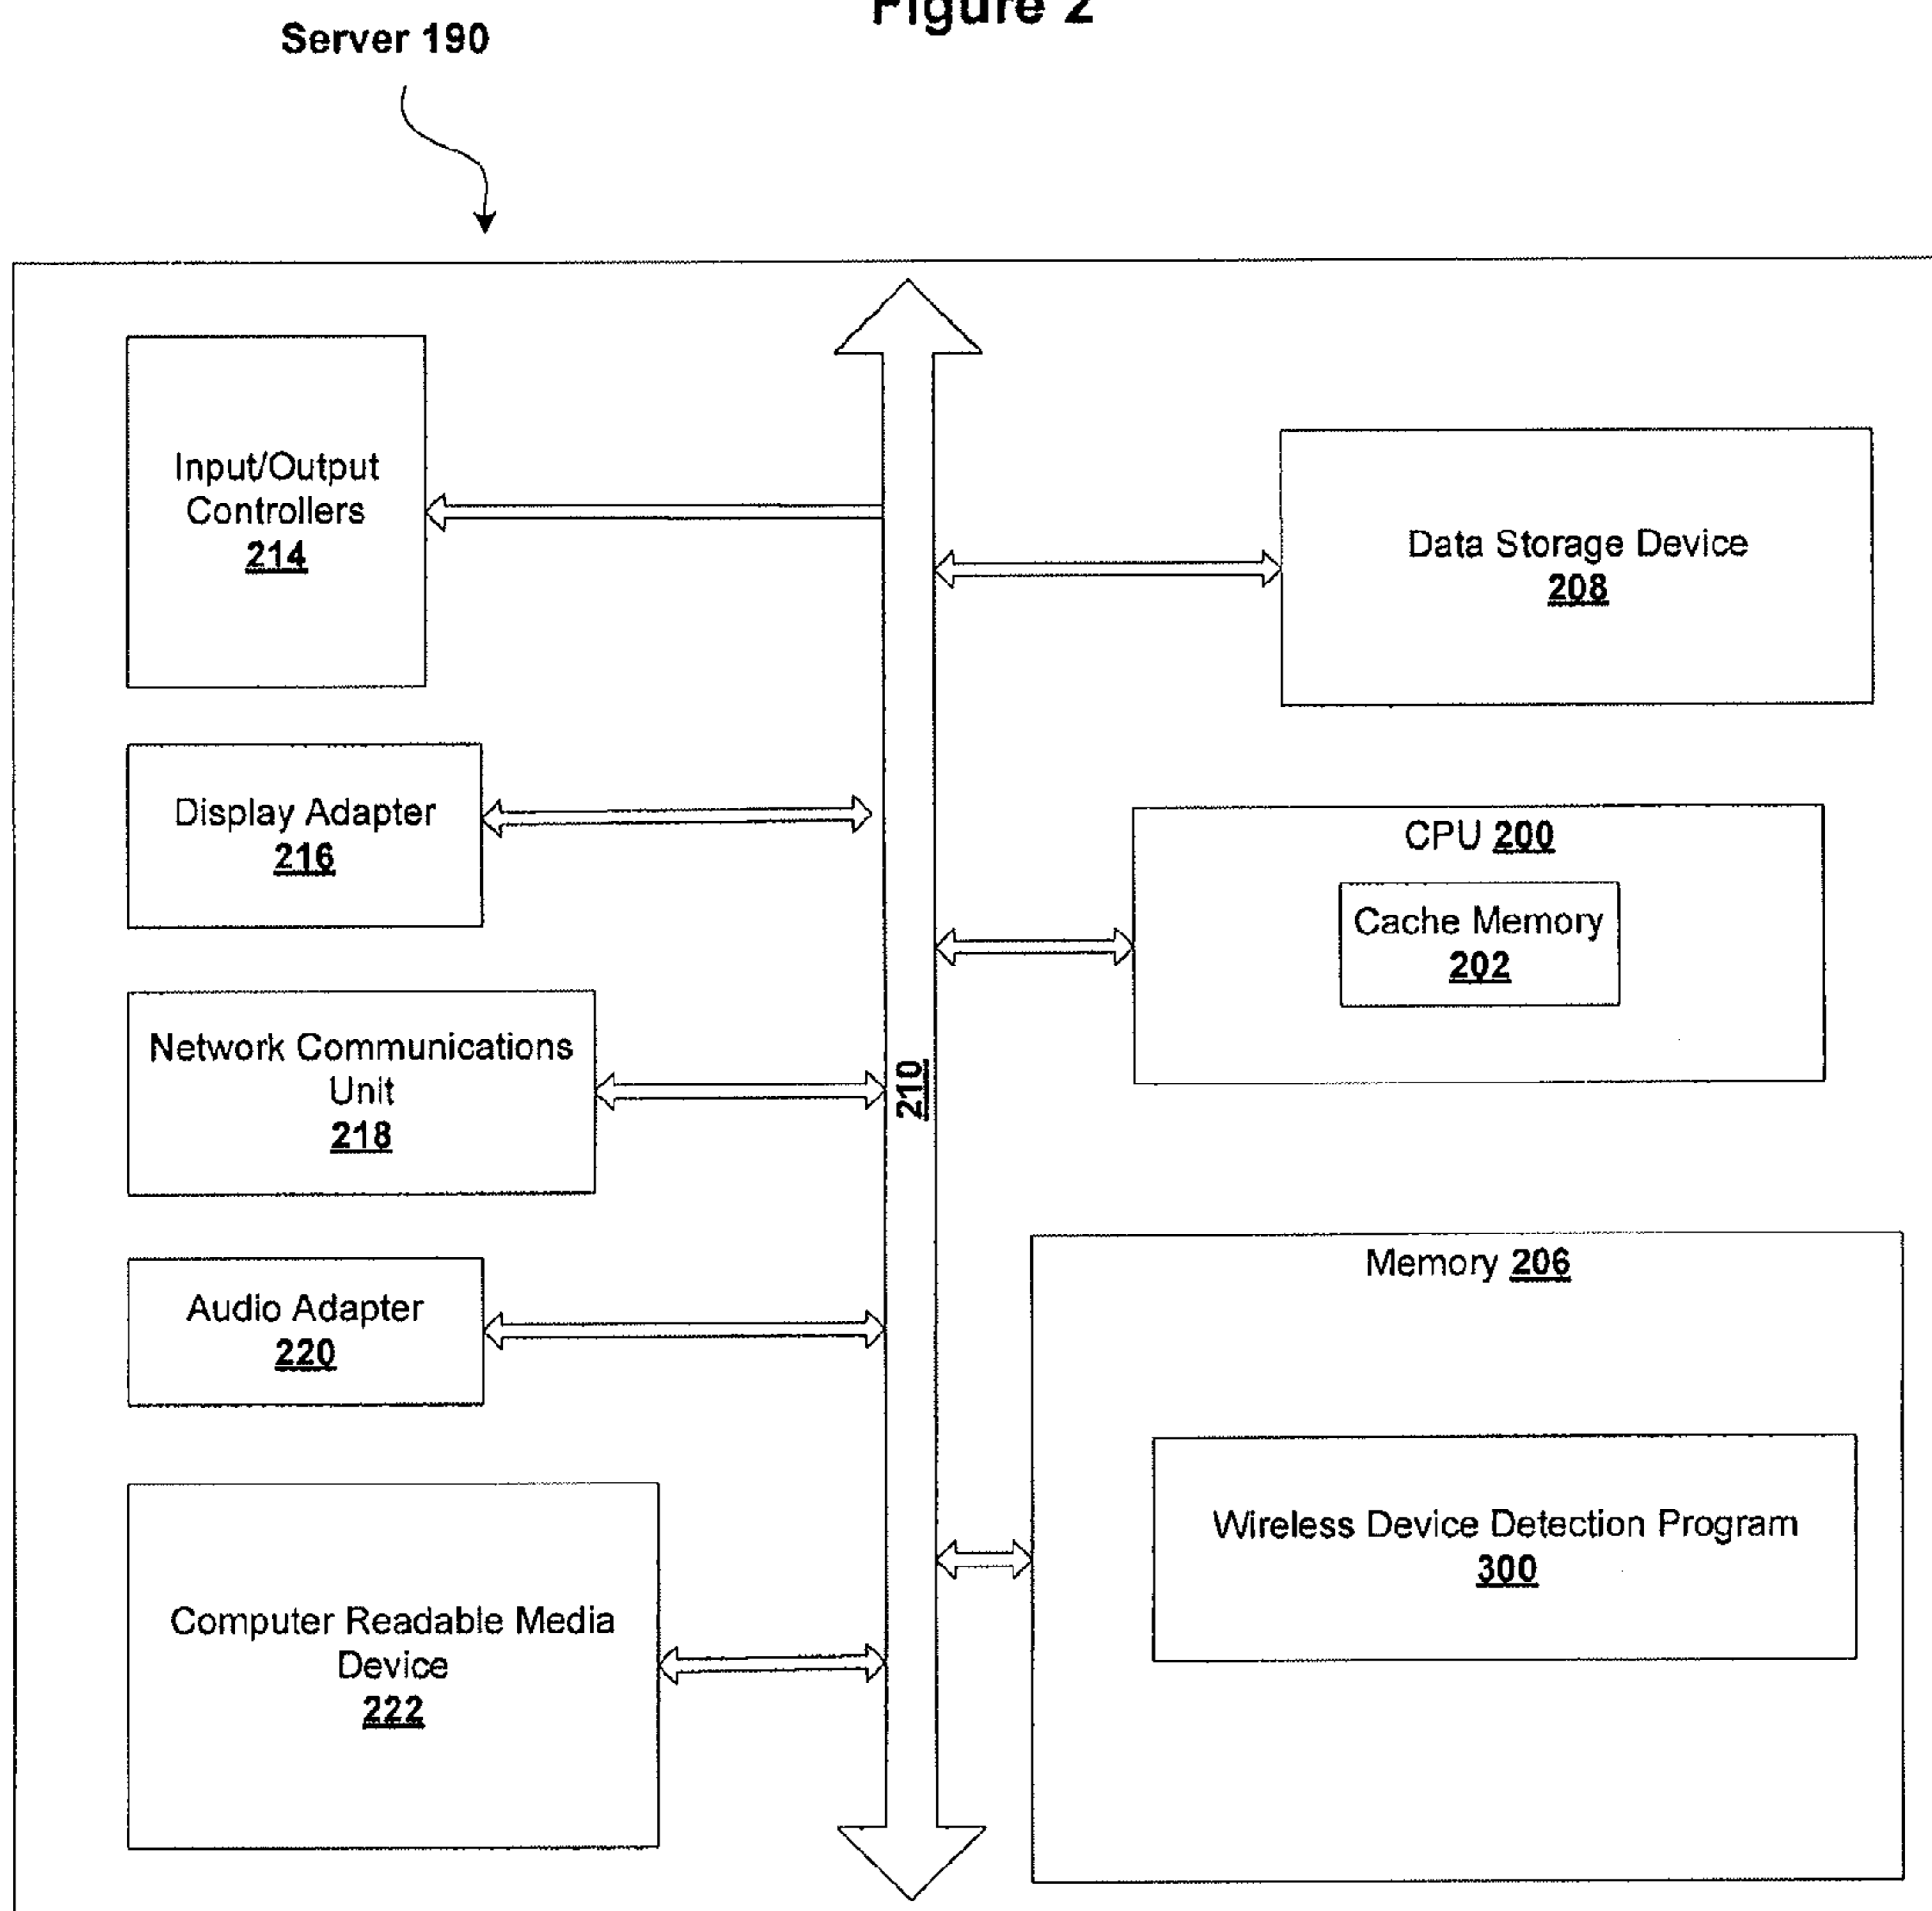 Figure 2
Server 190
Input/Output
Controllers
214
Display Adapter
216
Network Communications
Unit
218
Audio Adapter
220
Computer Readable Media
Device
222
210
Data Storage Device
208
CPU 200
Cache Memory
202
Memory 206
Wireless Device Detection Program
300